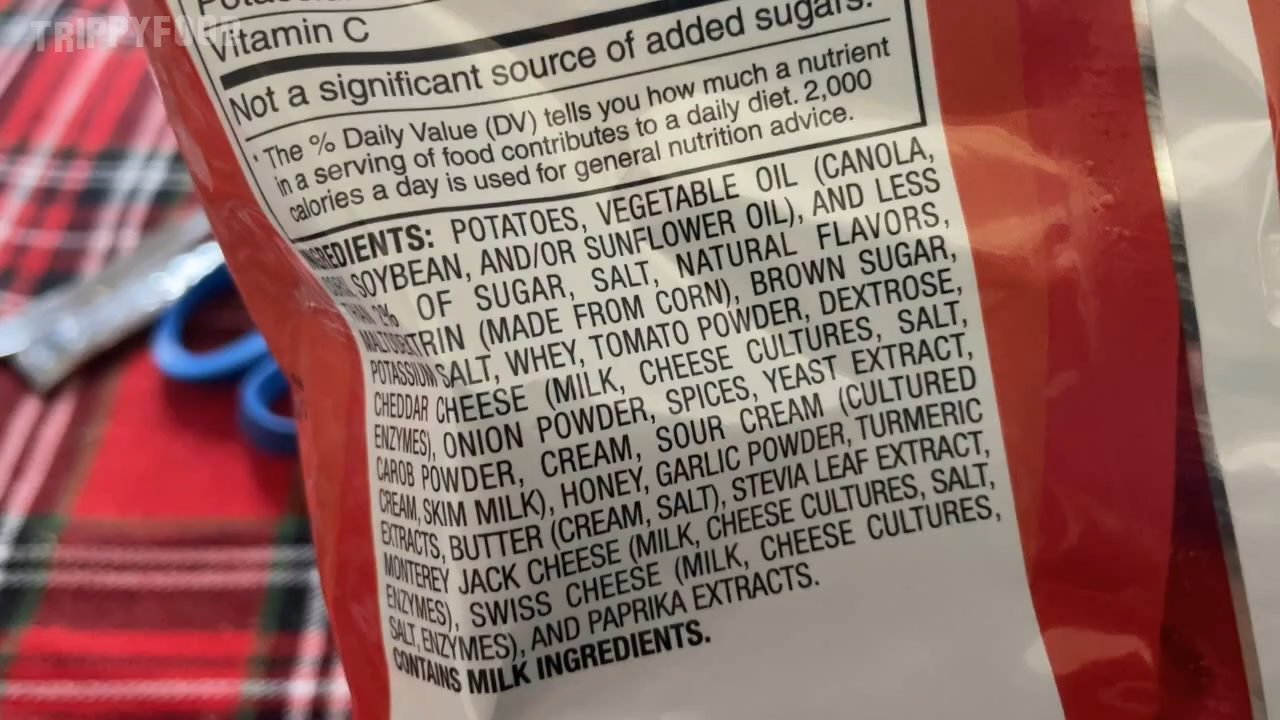 TRIPPYFOOD
Vitamin C
Not a significant source of added sugars.
* The % Daily Value (DV) tells you how much a nutrient
in a serving of food contributes to a daily diet. 2,000
calories a day is used for general nutrition advice.
INGREDIENTS: POTATOES, VEGETABLE OIL (CANOLA,
CORN, SOYBEAN, AND/OR SUNFLOWER OIL), AND LESS
THAN 2% OF SUGAR, SALT, NATURAL FLAVORS,
MALTODEXTRIN (MADE FROM CORN), BROWN SUGAR,
POTASSIUM SALT, WHEY, TOMATO POWDER, DEXTROSE,
CHEDDAR CHEESE (MILK, CHEESE CULTURES, SALT,
ENZYMES), ONION POWDER, SPICES, YEAST EXTRACT,
CAROB POWDER, CREAM, SOUR CREAM (CULTURED
CREAM, SKIM MILK), HONEY, GARLIC POWDER, TURMERIC
EXTRACTS, BUTTER (CREAM, SALT), STEVIA LEAF EXTRACT,
MONTEREY JACK CHEESE (MILK, CHEESE CULTURES, SALT,
ENZYMES), SWISS CHEESE (MILK, CHEESE CULTURES,
SALT, ENZYMES), AND PAPRIKA EXTRACTS.
CONTAINS MILK INGREDIENTS.